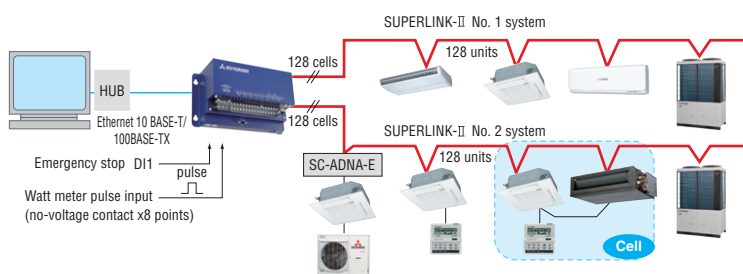 SUPERLINK-II No. 1 system
128 cells
128 units
HUB
Ethernet 10 BASE-T/
100BASE-TX
128 cells
SUPERLINK-II No. 2 system
Emergency stop DI1
pulse
SC-ADNA-E
128 units
Watt meter pulse input
(no-voltage contact x8 points)
Cell